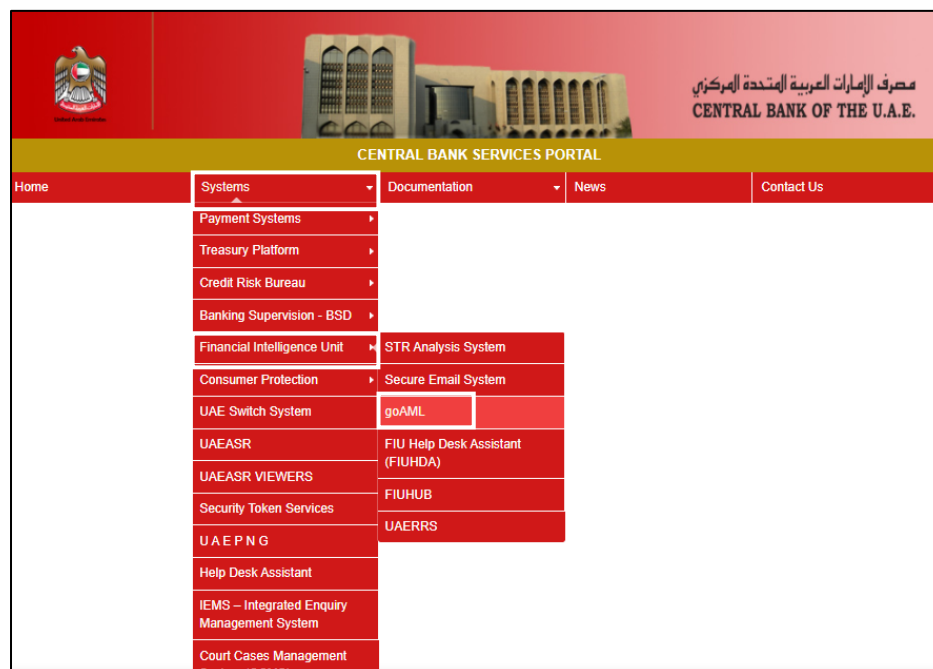 مصرف الإمارات العربية المتحدة المركزي
CENTRAL BANK OF THE U.A.E.
United Arab Emirates
CENTRAL BANK SERVICES PORTAL
Home
Systems
Documentation
News
Contact Us
Payment Systems
Treasury Platform
Credit Risk Bureau
Banking Supervision - BSD
Financial Intelligence Unit
STR Analysis System
Consumer Protection
Secure Email System
UAE Switch System
goAML
UAEASR
FIU Help Desk Assistant
(FIUHDA)
UAEASR VIEWERS
FIUHUB
Security Token Services
UAERRS
U A E P N G
Help Desk Assistant
IEMS – Integrated Enquiry
Management System
Court Cases Management